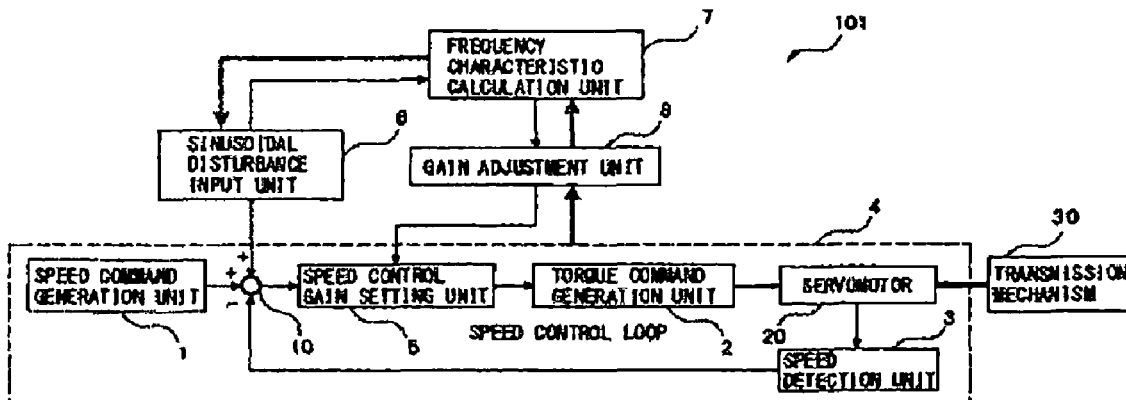 7
101
FREQUENCY
CHARACTERISTIC
CALCULATION UNIT
6
SINUSOIDAL
DISTURBANCE
INPUT UNIT
8
GAIN ADJUSTMENT UNIT
4
30
+
+
−
SPEED COMMAND
GENERATION UNIT
SPEED CONTROL
GAIN SETTING UNIT
TORQUE COMMAND
GENERATION UNIT
SERVOMOTOR
TRANSMISSION
MECHANISM
1
10
5
SPEED CONTROL LOOP
2
20
3
SPEED
DETECTION UNIT